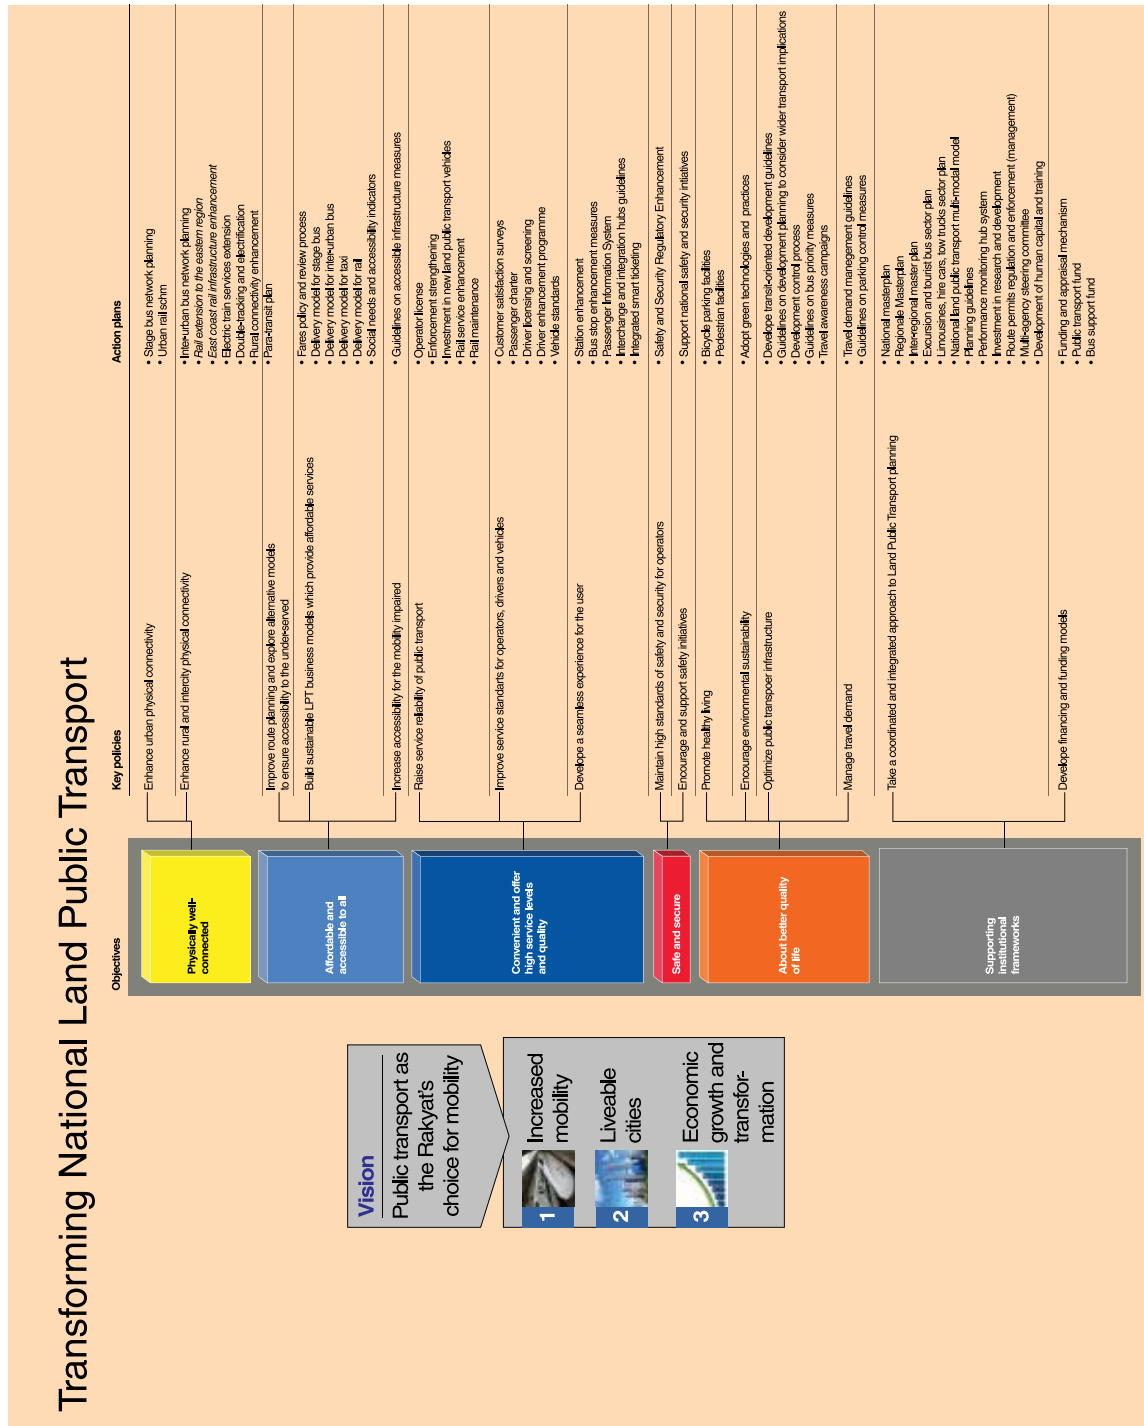 Transforming National Land Public Transport
Vision
Public transport as
the Rakyat's
choice for mobility
1
Increased
mobility
2
Liveable
cities
3
Economic
growth and
transfor-
mation
Objectives
Key policies
Action plans
Physically well-
connected
Enhance urban physical connectivity
• Stage bus network planning
• Urban rail schm
Enhance rural and intercity physical connectivity
• Inter-urban bus network planning
• Rail extension to the eastern region
• East coast rail infrastructure enhancement
• Electric train services extension
• Double-tracking and electrification
• Rural connectivity enhancement
Affordable and
accessible to all
Improve route planning and explore alternative models
to ensure accessibility to the under-served
• Para-transit plan
Build sustainable LPT business models which provide affordable services
• Fares policy and review process
• Delivery model for stage bus
• Delivery model for inter-urban bus
• Delivery model for taxi
• Delivery model for rail
• Social needs and accessibility indicators
Increase accessibility for the mobility impaired
• Guidelines on accessible infrastructure measures
Convenient and offer
high service levels
and quality
Raise service reliability of public transport
• Operator license
• Enforcement strengthening
• Investment in new land public transport vehicles
• Rail service enhancement
• Rail maintenance
Improve service standards for operators, drivers and vehicles
• Customer satisfaction surveys
• Passenger charter
• Driver licensing and screening
• Driver enhancement programme
• Vehicle standards
Develope a seamless experience for the user
• Station enhancement
• Bus stop enhancement measures
• Passenger Information System
• Interchange and integration hubs guidelines
• Integrated smart ticketing
Safe and secure
Maintain high standards of safety and security for operators
• Safety and Security Regulatory Enhancement
Encourage and support safety initiatives
• Support national safety and security intiatives
About better quality
of life
Promote healthy living
• Bicycle parking facilities
• Pedestrian facilities
Encourage environmental sustainability
• Adopt green technologies and practices
Optimize public transpoer infrastructure
• Develope transit-oriented development guidelines
• Guidelines on development planning to consider wider transport implications
• Development control process
• Guidelines on bus priority measures
• Travel awareness campaigns
Manage travel demand
• Travel demand manegement guidelines
• Guidelines on parking control measures
Supporting
institutional
frameworks
Take a coordinated and integrated approach to Land Public Transport planning
• National masterplan
• Regionale Masterplan
• Inter-regional master plan
• Excursion and tourist bus sector plan
• Limousines, hire cars, tow trucks sector plan
• National land public transport multi-modal model
• Planning guidelines
• Performance monitoring hub system
• Investment in research and development
• Route permits regulation and enforcement (management)
• Multi-agency steering committee
• Development of human capital and training
Develope financing and funding models
• Funding and appraisal mechanism
• Public transport fund
• Bus support fund